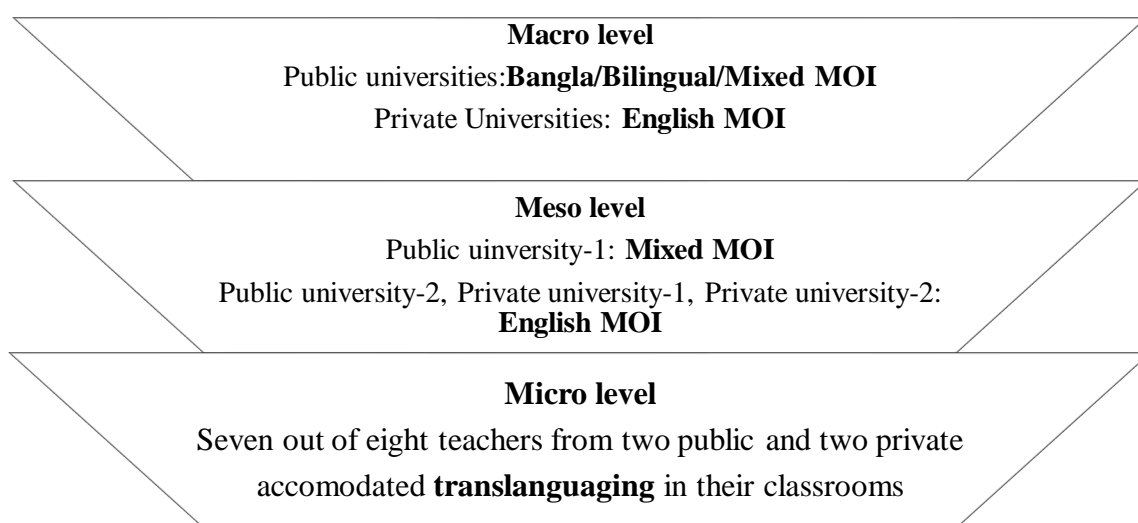 Macro level
Public universities:Bangla/Bilingual/Mixed MOI
Private Universities: English MOI
Meso level
Public uinversity-1: Mixed MOI
Public university-2, Private university-1, Private university-2:
English MOI
Micro level
Seven out of eight teachers from two public and two private
accomodated translanguaging in their classrooms